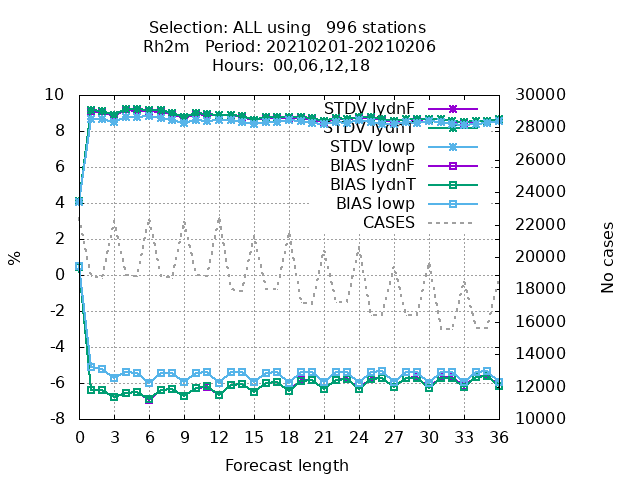 Selection: ALL using   996 stations
Rh2m   Period: 20210201-20210206
Hours:  00,06,12,18
10
8
6
4
2
0
-2
-4
-6
-8
%
30000
28000
26000
24000
22000
20000
18000
16000
14000
12000
10000
No cases
STDV lydnF
STDV lydnT
STDV lowp
BIAS lydnF
BIAS lydnT
BIAS lowp
CASES
0 3 6 9 12 15 18 21 24 27 30 33 36
Forecast length